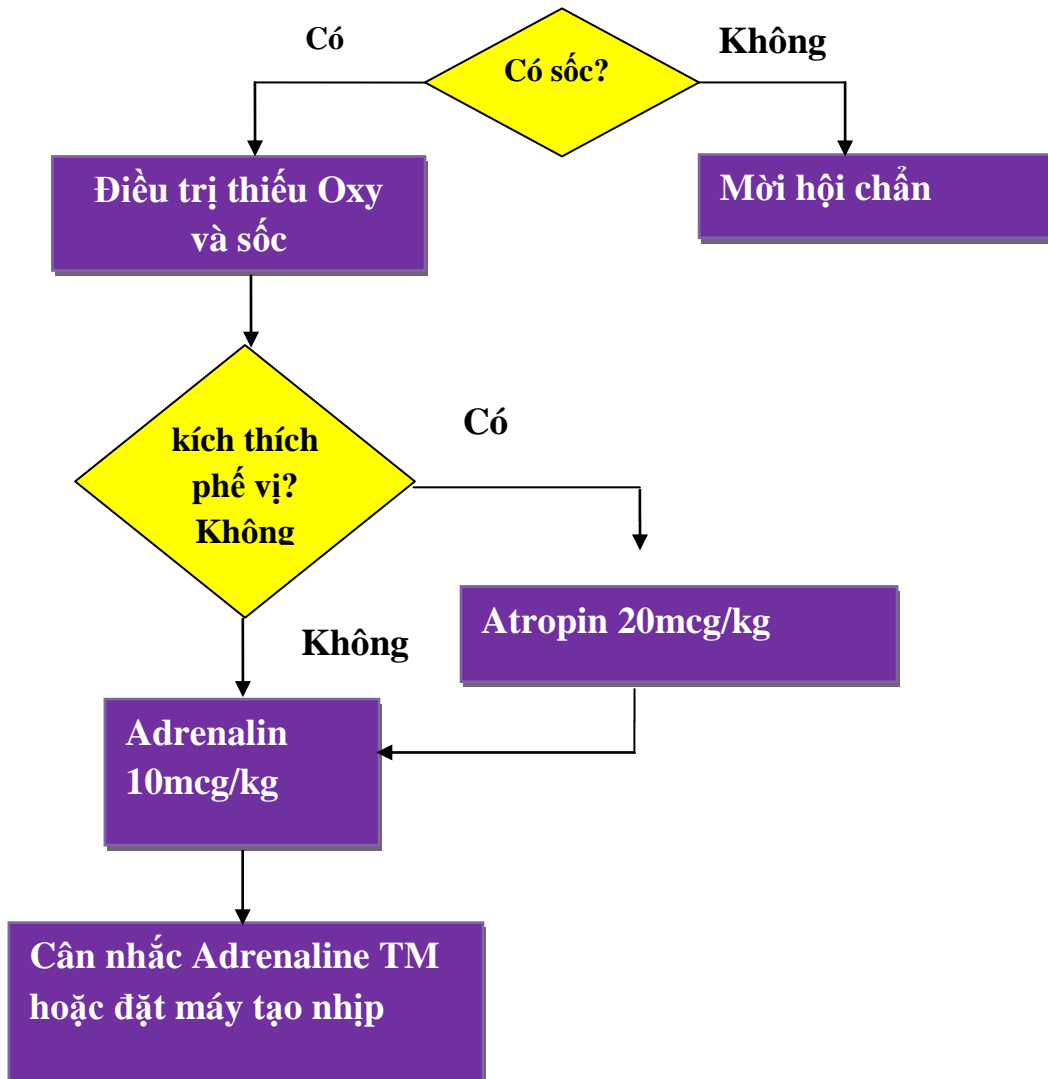 Có
Không
Có sốc?
Điều trị thiếu Oxy
và sốc
Mời hội chẩn
kích thích
phế vị?
Không
Có
Atropin 20mcg/kg
Không
Adrenalin
10mcg/kg
Cân nhắc Adrenaline TM
hoặc đặt máy tạo nhịp